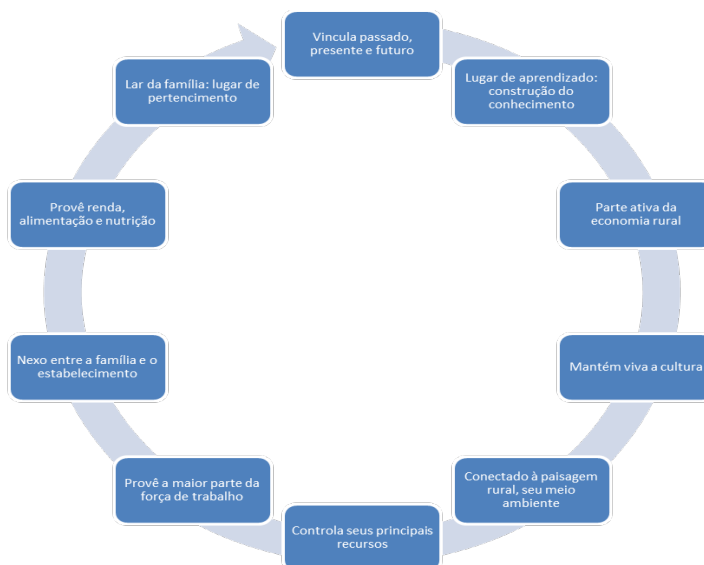 Vincula passado,
presente e futuro
Lugar de aprendizado:
construção do
conhecimento
Parte ativa da
economia rural
Mantém viva a cultura
Conectado à paisagem
rural, seu meio
ambiente
Controla seus principais
recursos
Provê a maior parte da
força de trabalho
Nexo entre a família e o
estabelecimento
Provê renda,
alimentação e nutrição
Lar da família: lugar de
pertencimento